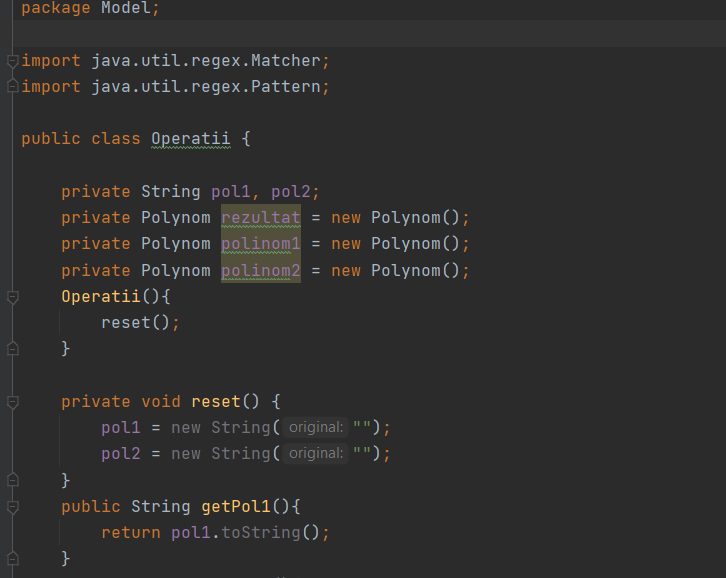 package Model;
import java.util.regex.Matcher;
import java.util.regex.Pattern;
public class Operatii {
private String pol1, pol2;
private Polynom rezultat = new Polynom();
private Polynom polinom1 = new Polynom();
private Polynom polinom2 = new Polynom();
Operatii(){
reset();
}
private void reset() {
pol1 = new String( original: "");
pol2 = new String( original: "");
}
public String getPol1(){
return pol1.toString();
}